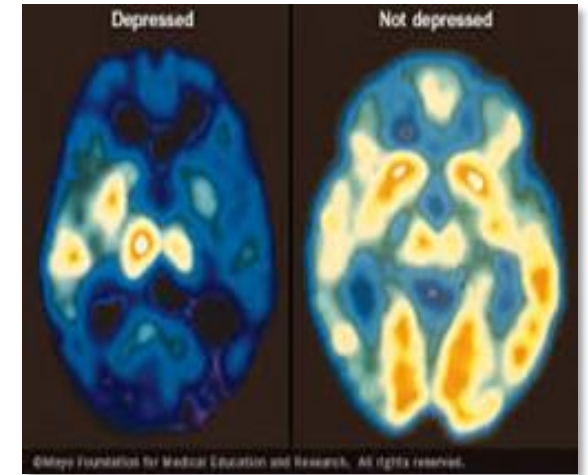 Depressed
Not depressed
©Mayo Foundation for Medical Education and Research. All rights reserved.